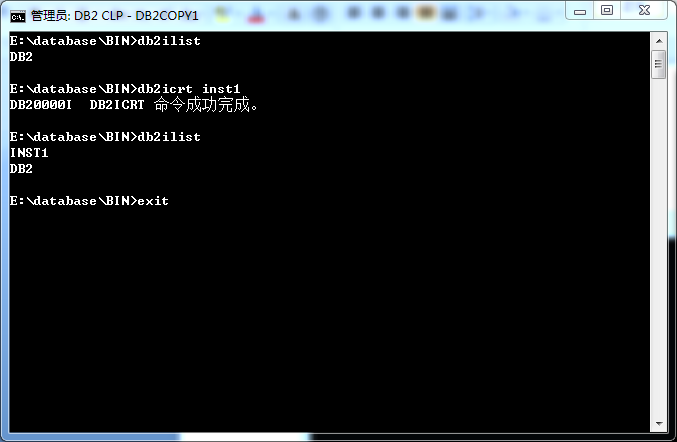 管理员: DB2 CLP - DB2COPY1
E:\database\BIN>db2ilist
DB2
E:\database\BIN>db2icrt inst1
DB20000I  DB2ICRT 命令成功完成。
E:\database\BIN>db2ilist
INST1
DB2
E:\database\BIN>exit